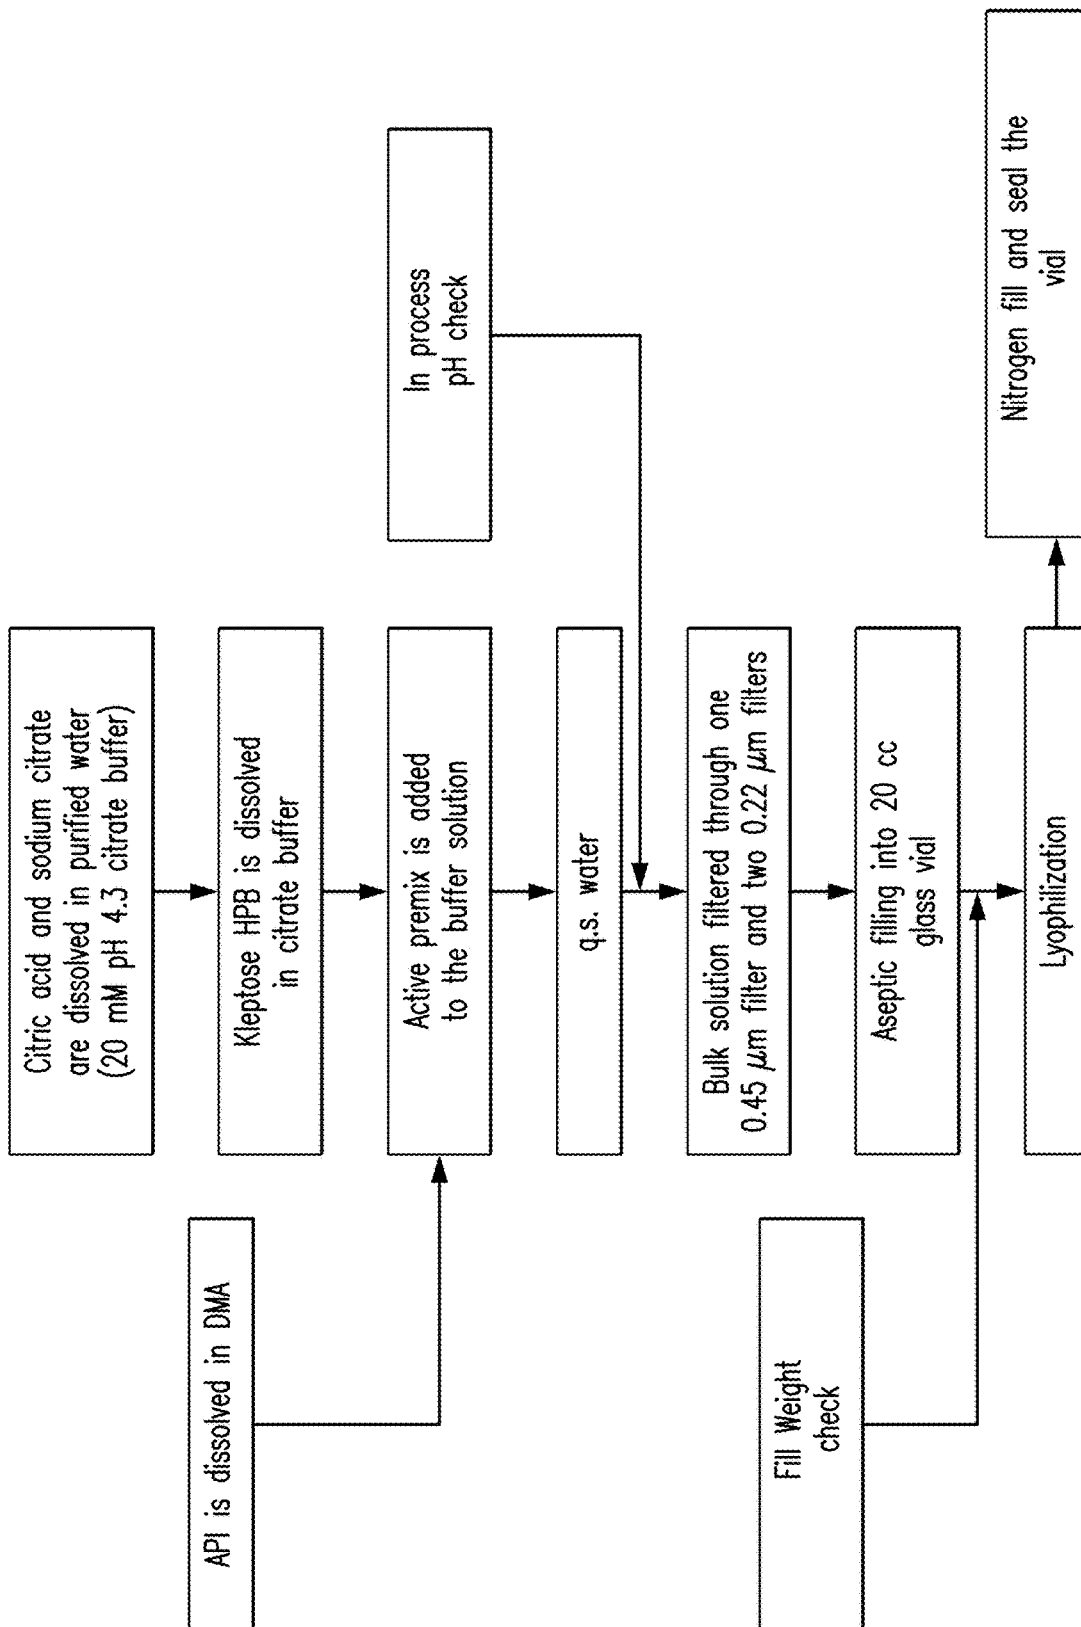 Citric acid and sodium citrate
are dissolved in purified water
(20 mM pH 4.3 citrate buffer)
Kleptose HPB is dissolved
in citrate buffer
API is dissolved in DMA
Active premix is added
to the buffer solution
q.s. water
In process
pH check
Bulk solution filtered through one
0.45 µm filter and two 0.22 µm filters
Aseptic filling into 20 cc
glass vial
Fill Weight
check
Lyophilization
Nitrogen fill and seal the
vial